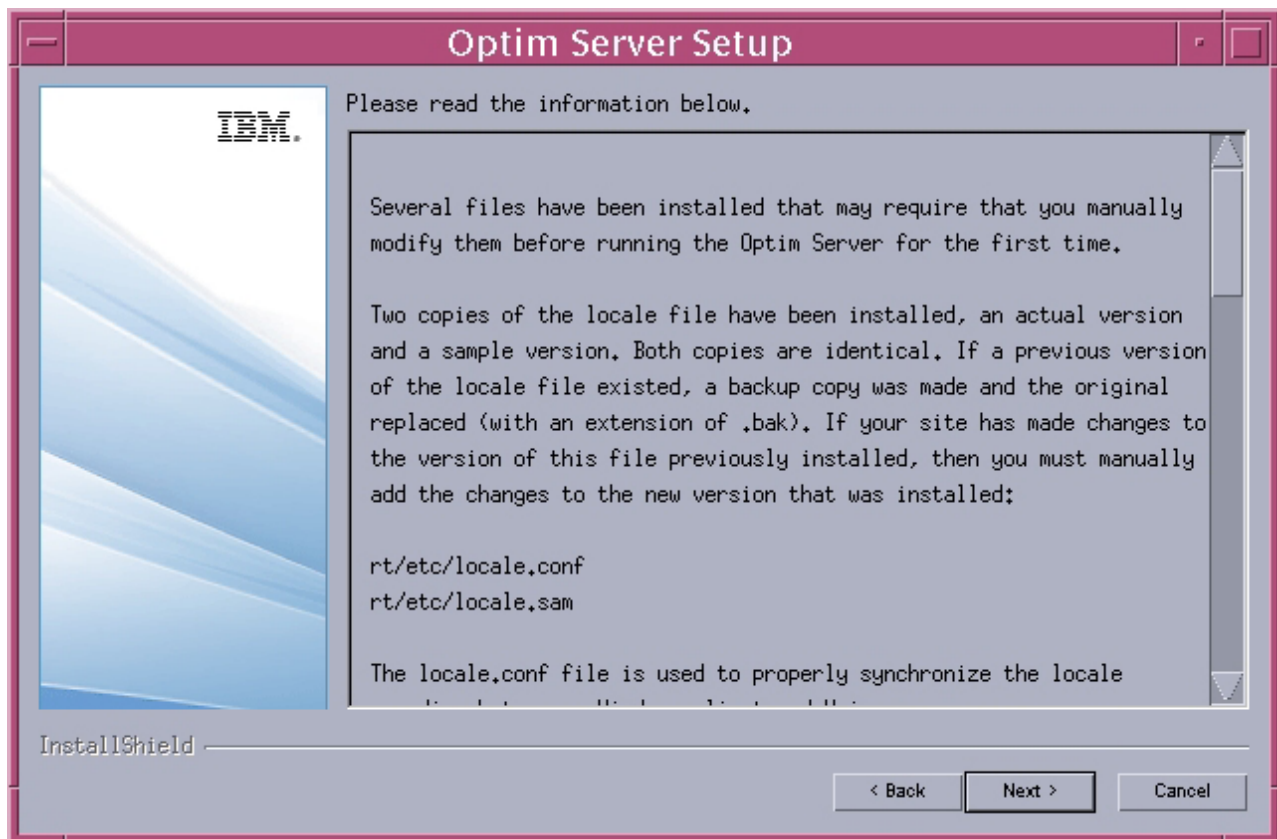 Optim Server Setup
IBM.
Please read the information below.
Several files have been installed that may require that you manually
modify them before running the Optim Server for the first time.
Two copies of the locale file have been installed, an actual version
and a sample version. Both copies are identical. If a previous version
of the locale file existed, a backup copy was made and the original
replaced (with an extension of .bak). If your site has made changes to
the version of this file previously installed, then you must manually
add the changes to the new version that was installed:
rt/etc/locale.conf
rt/etc/locale.sam
The locale.conf file is used to properly synchronize the locale
InstallShield
< Back
Next >
Cancel